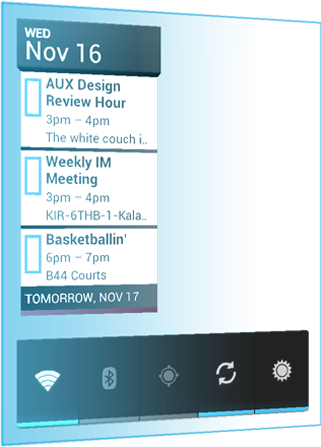 WED
Nov 16
AUX Design
Review Hour
3pm – 4pm
The white couch i..
Weekly IM
Meeting
3pm – 4pm
KIR-6THB-1-Kala..
Basketballin'
6pm – 7pm
B44 Courts
TOMORROW, NOV 17